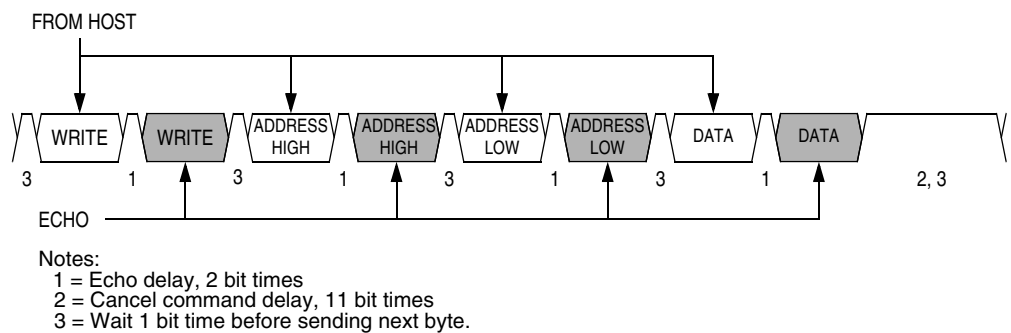 FROM HOST
WRITE WRITE ADDRESS HIGH ADDRESS HIGH ADDRESS LOW ADDRESS LOW DATA DATA
3 1 3 1 3 1 3 1 2, 3
ECHO
Notes:
1 = Echo delay, 2 bit times
2 = Cancel command delay, 11 bit times
3 = Wait 1 bit time before sending next byte.